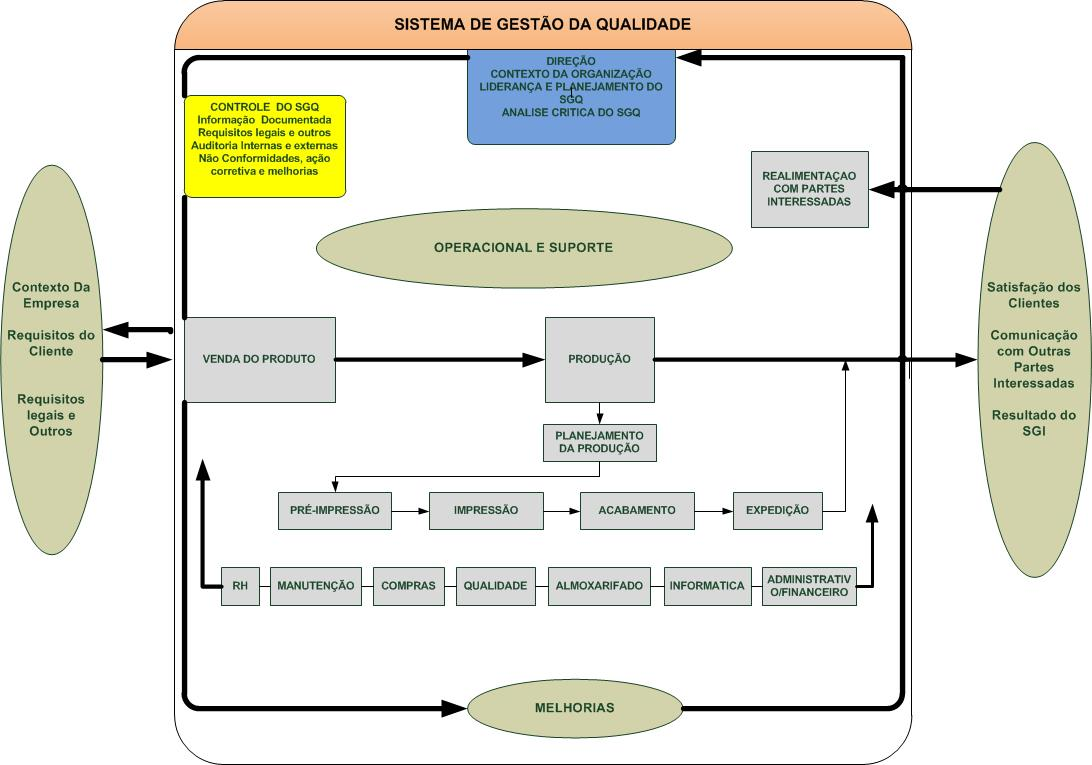 SISTEMA DE GESTÃO DA QUALIDADE
DIREÇÃO
CONTEXTO DA ORGANIZAÇÃO
LIDERANÇA E PLANEJAMENTO DO
SGQ
ANALISE CRITICA DO SGQ
CONTROLE DO SGQ
Informação Documentada
Requisitos legais e outros
Auditoria Internas e externas
Não Conformidades, ação
corretiva e melhorias
REALIMENTAÇAO
COM PARTES
INTERESSADAS
OPERACIONAL E SUPORTE
Contexto Da
Empresa
Requisitos do
Cliente
Requisitos
legais e
Outros
VENDA DO PRODUTO
PRODUÇÃO
Satisfação dos
Clientes
Comunicação
com Outras
Partes
Interessadas
Resultado do
SGI
PLANEJAMENTO
DA PRODUÇÃO
PRÉ-IMPRESSÃO
IMPRESSÃO
ACABAMENTO
EXPEDIÇÃO
RH
MANUTENÇÃO
COMPRAS
QUALIDADE
ALMOXARIFADO
INFORMATICA
ADMINISTRATIV
O/FINANCEIRO
MELHORIAS